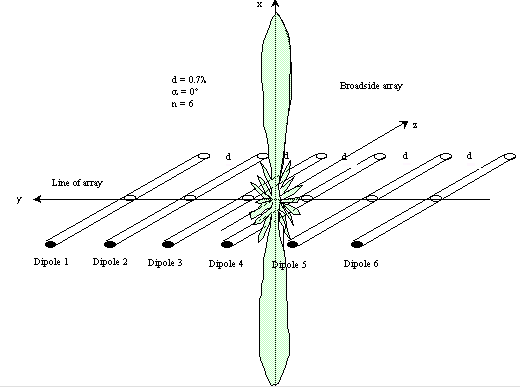 x
d = 0.7λ
α = 0°
n = 6
Broadside array
z
d d d d d
Line of array
y
Dipole 1 Dipole 2 Dipole 3 Dipole 4 Dipole 5 Dipole 6